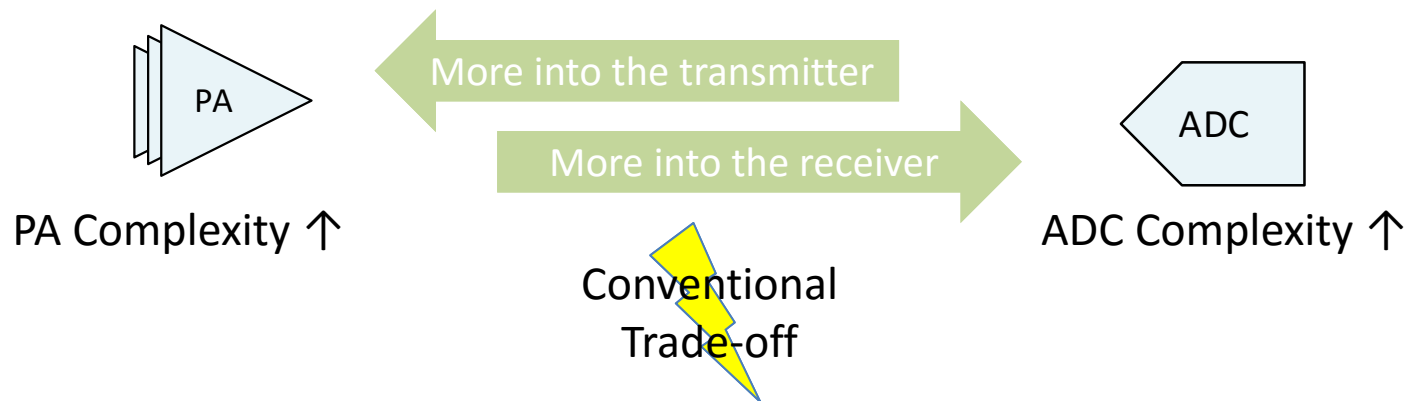 More into the transmitter
PA
ADC
More into the receiver
PA Complexity ↑
ADC Complexity ↑
Conventional
Trade-off